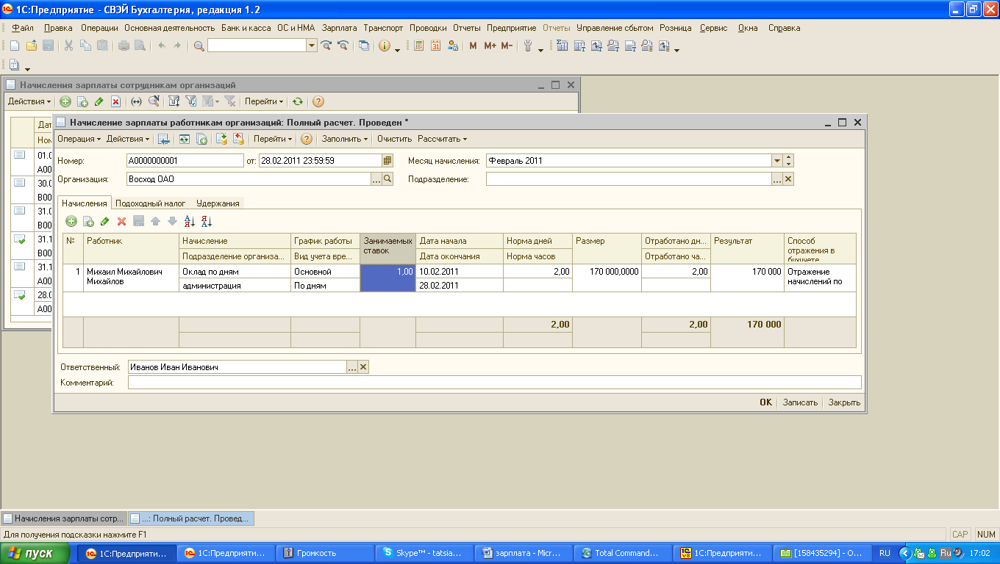 1С:Предприятие - СВЭЙ Бухгалтерия, редакция 1.2
Файл Правка Операции Основная деятельность Банк и касса ОС и НМА Зарплата Транспорт Проводки Отчеты Предприятие Отчеты Управление сбытом Розница Сервис Окна Справка
M M+ M-
Начисления зарплаты сотрудникам организаций
Действия Перейти
Дат
Ном
01.0
A00
30.0
B00
31.0
B00
31.1
B00
31.1
A00
28.0
A00
Начисление зарплаты работникам организаций: Полный расчет. Проведен *
Операция Действия Перейти Заполнить Очистить Рассчитать
Номер: А0000000001 от: 28.02.2011 23:59:59 Месяц начисления: Февраль 2011
Организация: Восход ОАО Подразделение:
Начисления Подоходный налог Удержания
№ Работник Начисление График работы Занимаемых ставок Дата начала Норма дней Размер Отработано дн... Результат Способ отражения в бухучете
Подразделение организа... Вид учета вре... Дата окончания Норма часов Отработано ча...
1 Михаил Михайлович Михайлов Оклад по дням Основной 1,00 10.02.2011 2,00 170 000,0000 2,00 170 000 Отражение начислений по
администрация По дням 28.02.2011
2,00 2,00 170 000
Ответственный: Иванов Иван Иванович
Комментарий:
OK Записать Закрыть
Начисления зарплаты сотр... ...: Полный расчет. Провед...
Для получения подсказки нажмите F1 CAP NUM
пуск 1С:Предприяти... 1С:Предприяти... Громкость Skype™ - tatsia... зарплата - Micr... Total Command... 1С:Предприяти... [158435294] - О... RU Ru 17:02